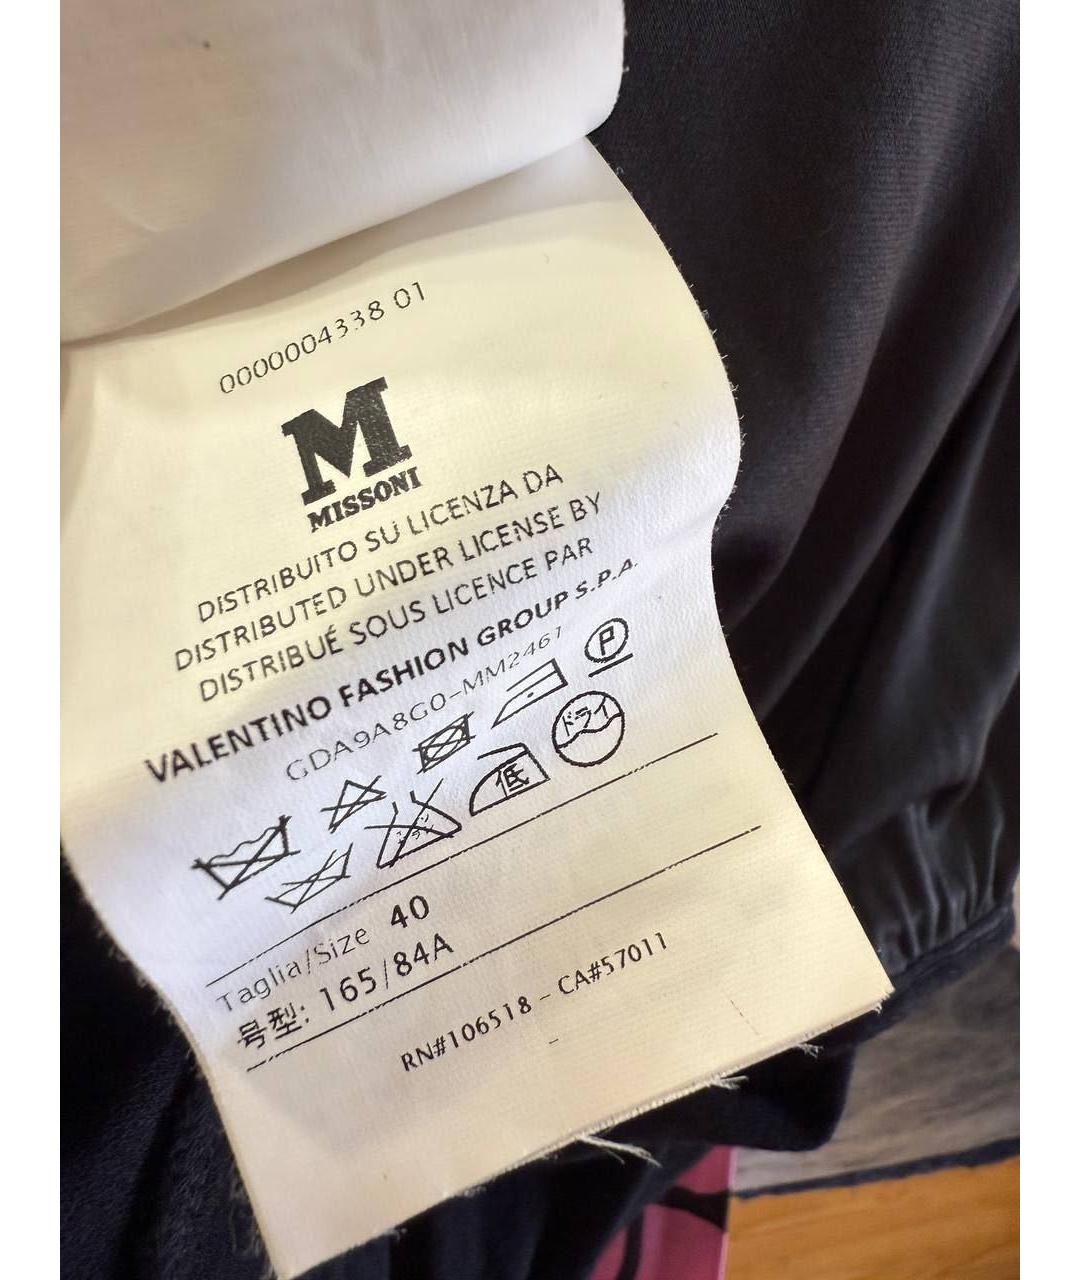 0000004338 01
M
MISSONI
DISTRIBUITO SU LICENZA DA
DISTRIBUTED UNDER LICENSE BY
DISTRIBUÉ SOUS LICENCE PAR
VALENTINO FASHION GROUP S.P.A.
GDA9A8G0-MM2461
P
ドライ
低
Taglia/Size 40
号型: 165/84A
RN#106518 - CA#57011